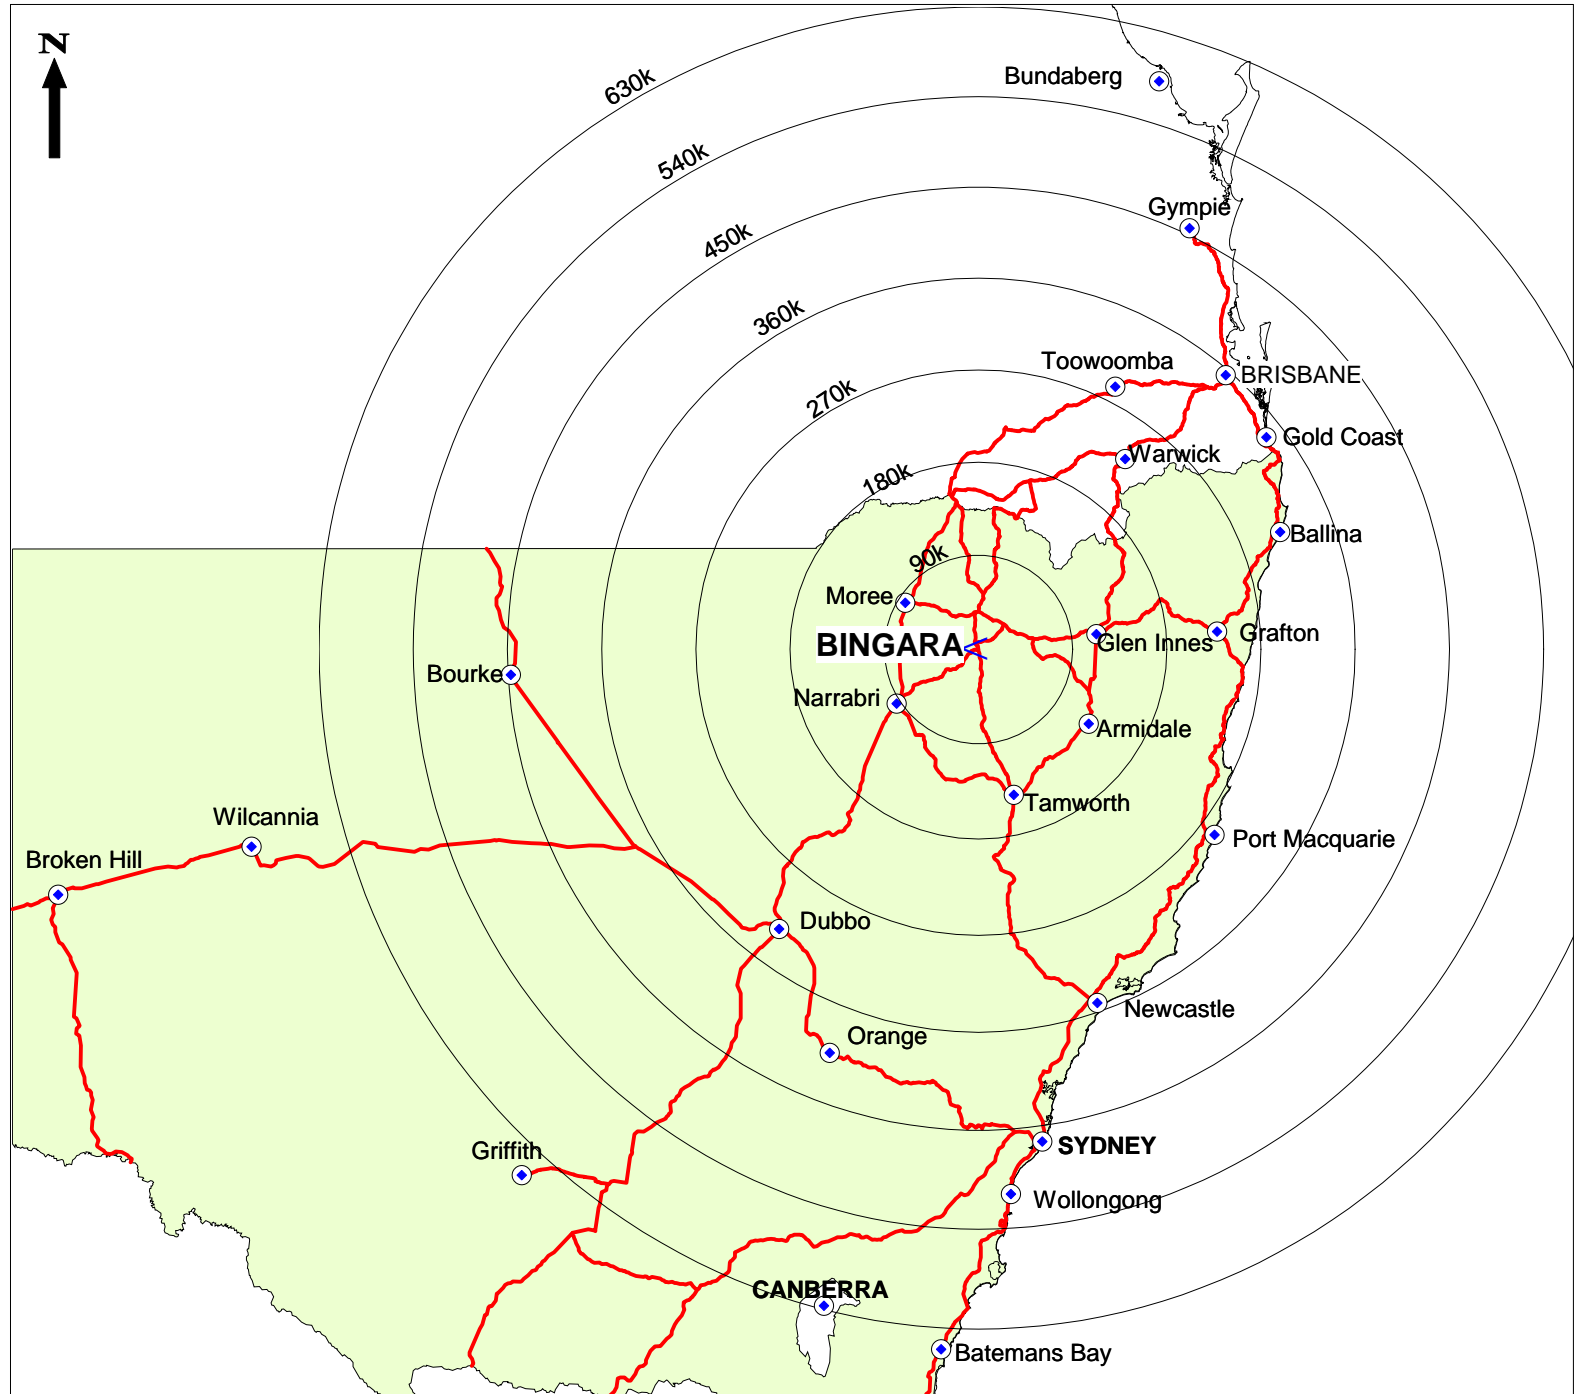 N
630k
Bundaberg
540k
Gympie
450k
360k
Toowoomba
BRISBANE
270k
Gold Coast
Warwick
180k
Ballina
90k
Moree
Glen Innes
Grafton
BINGARA
Bourke
Narrabri
Armidale
Tamworth
Wilcannia
Port Macquarie
Broken Hill
Dubbo
Newcastle
Orange
SYDNEY
Griffith
Wollongong
CANBERRA
Batemans Bay